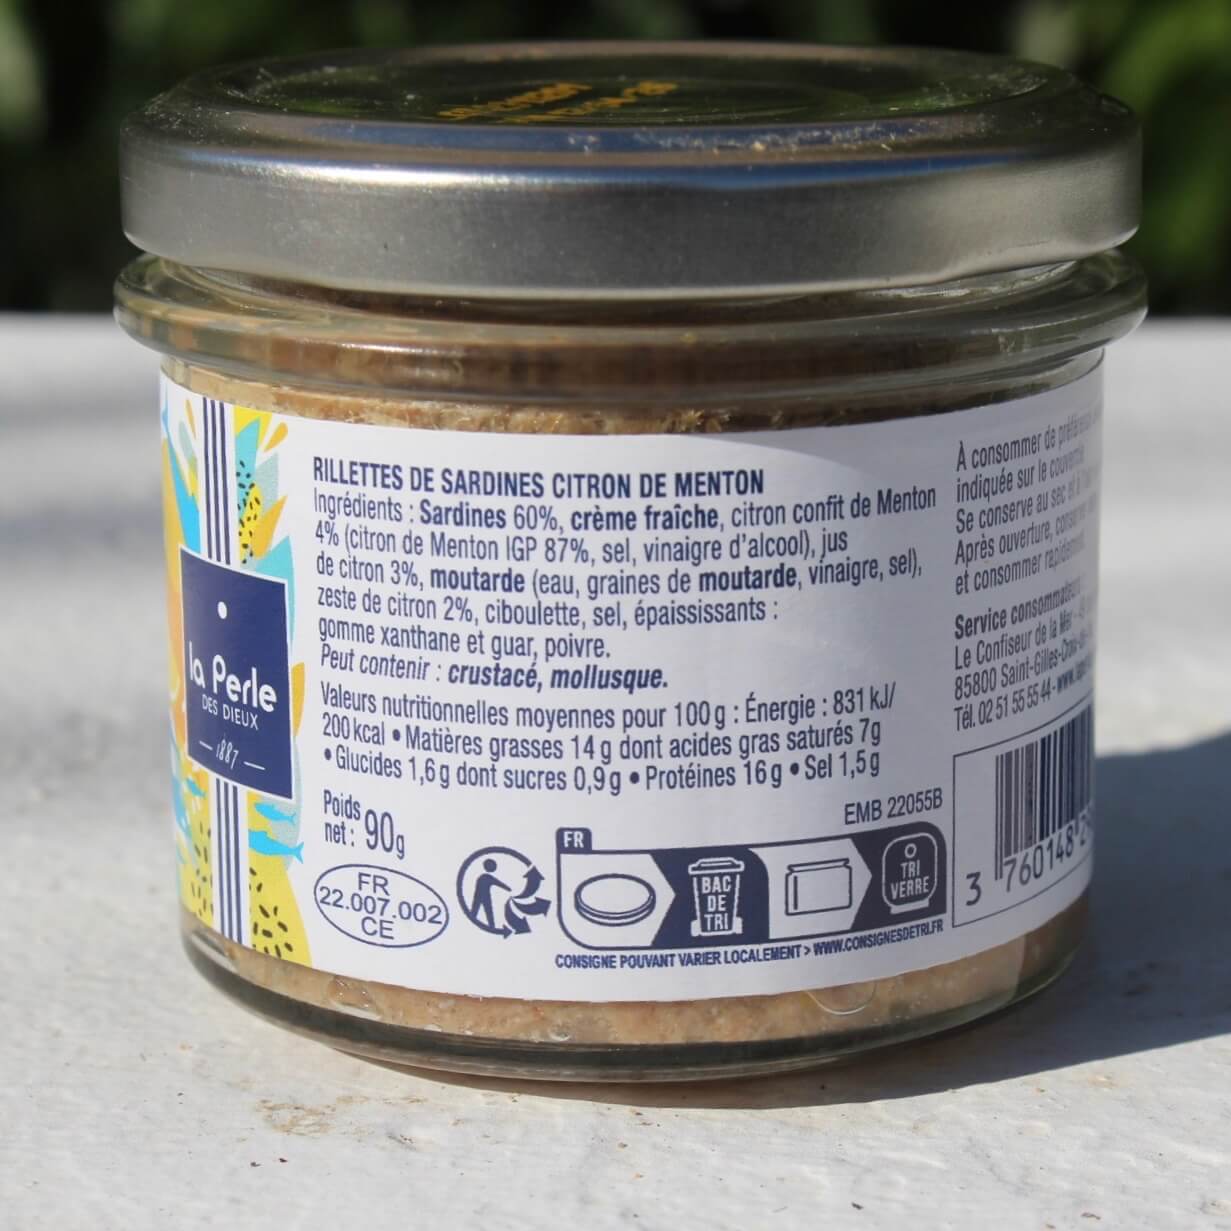 RILLETTES DE SARDINES CITRON DE MENTON
Ingrédients : Sardines 60%, crème fraîche, citron confit de Menton
4% (citron de Menton IGP 87%, sel, vinaigre d'alcool), jus
de citron 3%, moutarde (eau, graines de moutarde, vinaigre, sel),
zeste de citron 2%, ciboulette, sel, épaississants :
gomme xanthane et guar, poivre.
Peut contenir : crustacé, mollusque.
Valeurs nutritionnelles moyennes pour 100 g : Énergie : 831 kJ/
200 kcal • Matières grasses 14 g dont acides gras saturés 7g
• Glucides 1,6 g dont sucres 0,9 g • Protéines 16 g • Sel 1,5 g
Poids
net : 90g
EMB 22055B
FR
22.007.002
CE
FR
BAC
DE
TRI
TRI
VERRE
CONSIGNE POUVANT VARIER LOCALEMENT > WWW.CONSIGNESDETRI.FR
la Perle
DES DIEUX
— 1887 —
À consommer de
indiquée sur le couvercle
Se conserve au sec et à
Après ouverture,
et consommer rapidement.
Service consommateurs
Le Confiseur de la Mer
85800 Saint-Gilles-Croix-de-
Tél. 02 51 55 55 44 - www.
3 760148